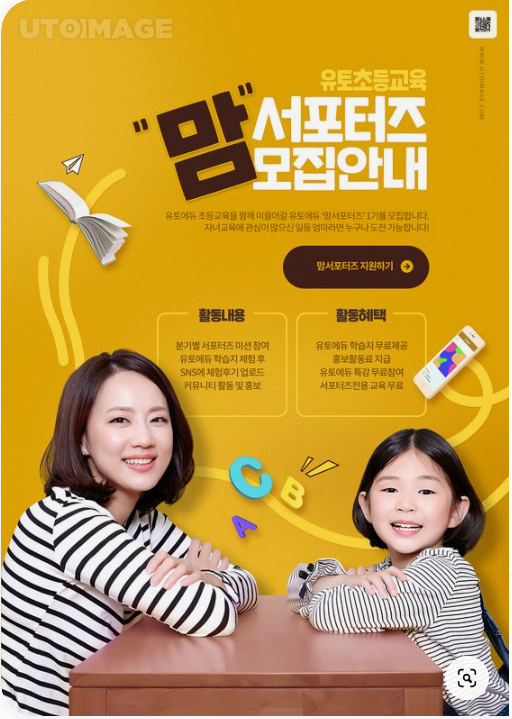 UTOIMAGE
WWW.UTOIMAGE.COM
유토초등교육
"맘"서포터즈
모집안내
유토에듀 초등교육을 함께 이끌어갈 유토에듀 '맘서포터즈' 1기를 모집합니다.
자녀교육에 관심이 많으신 일등 엄마라면 누구나 도전 가능합니다!
맘서포터즈 지원하기
활동내용
분기별 서포터즈 미션 참여
유토에듀 학습지 체험 후
SNS에 체험후기 업로드
커뮤니티 활동 및 홍보
활동혜택
유토에듀 학습지 무료제공
홍보활동료 지급
유토에듀 특강 무료참여
서포터즈전용 교육 무료
C
B
A